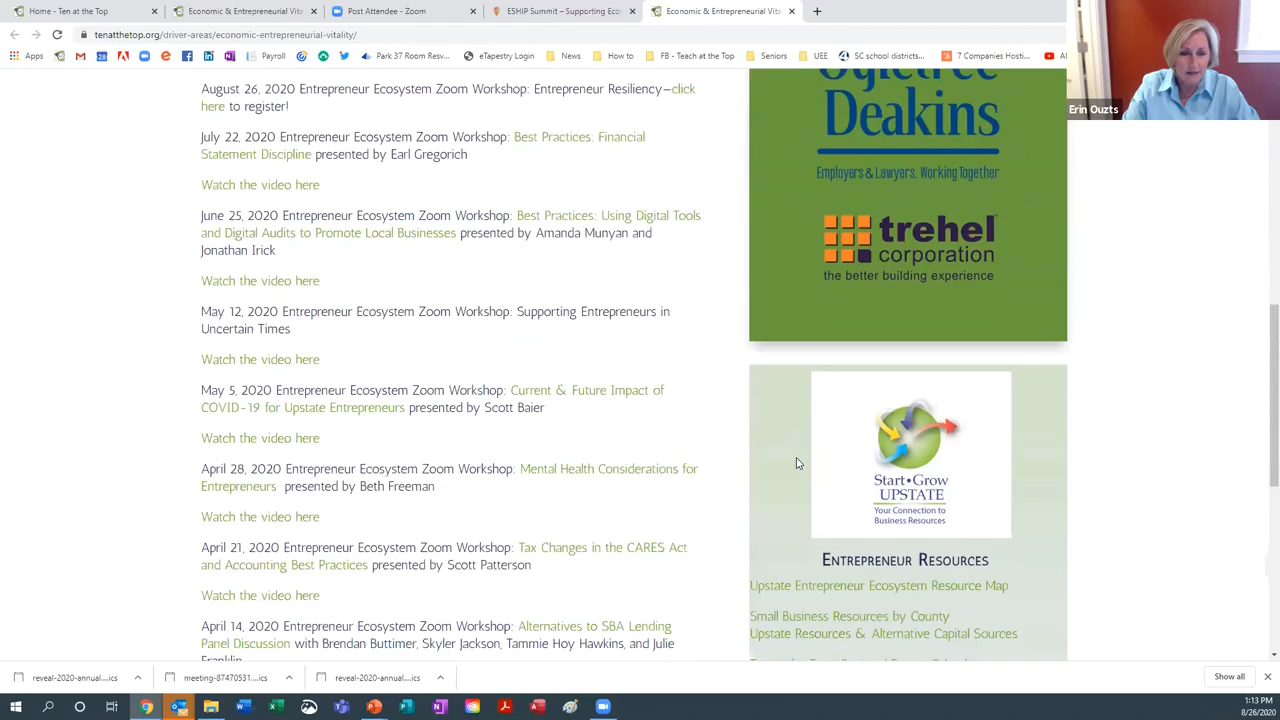 Home - Ten at the Top
Economic & Entrepreneurial Vita
Post Attendee - Zoom
ESHiP Summit – Supporting Eco
Economic & Entrepreneurial Vita
tenatthetop.org/driver-areas/economic-entrepreneurial-vitality/
Apps
Payroll
Park 37 Room Resv...
eTapestry Login
News
How to
FB - Teach at the Top
Seniors
UEE
SC school districts...
7 Companies Hosti...
Erin Ouzts
August 26, 2020 Entrepreneur Ecosystem Zoom Workshop: Entrepreneur Resiliency—click
here to register!
July 22, 2020 Entrepreneur Ecosystem Zoom Workshop: Best Practices: Financial
Statement Discipline presented by Earl Gregorich
Watch the video here
June 25, 2020 Entrepreneur Ecosystem Zoom Workshop: Best Practices: Using Digital Tools
and Digital Audits to Promote Local Businesses presented by Amanda Munyan and
Jonathan Irick
Watch the video here
May 12, 2020 Entrepreneur Ecosystem Zoom Workshop: Supporting Entrepreneurs in
Uncertain Times
Watch the video here
May 5, 2020 Entrepreneur Ecosystem Zoom Workshop: Current & Future Impact of
COVID-19 for Upstate Entrepreneurs presented by Scott Baier
Watch the video here
April 28, 2020 Entrepreneur Ecosystem Zoom Workshop: Mental Health Considerations for
Entrepreneurs presented by Beth Freeman
Watch the video here
April 21, 2020 Entrepreneur Ecosystem Zoom Workshop: Tax Changes in the CARES Act
and Accounting Best Practices presented by Scott Patterson
Watch the video here
April 14, 2020 Entrepreneur Ecosystem Zoom Workshop: Alternatives to SBA Lending
Panel Discussion with Brendan Buttimer, Skyler Jackson, Tammie Hoy Hawkins, and Julie
Franklin
Ogletree
Deakins
Employers & Lawyers, Working Together
trehel
corporation
the better building experience
Start•Grow
UPSTATE
Your Connection to
Business Resources
Entrepreneur Resources
Upstate Entrepreneur Ecosystem Resource Map
Small Business Resources by County
Upstate Resources & Alternative Capital Sources
reveal-2020-annual....ics
meeting-87470531....ics
reveal-2020-annual....ics
Show all
1:13 PM
8/26/2020